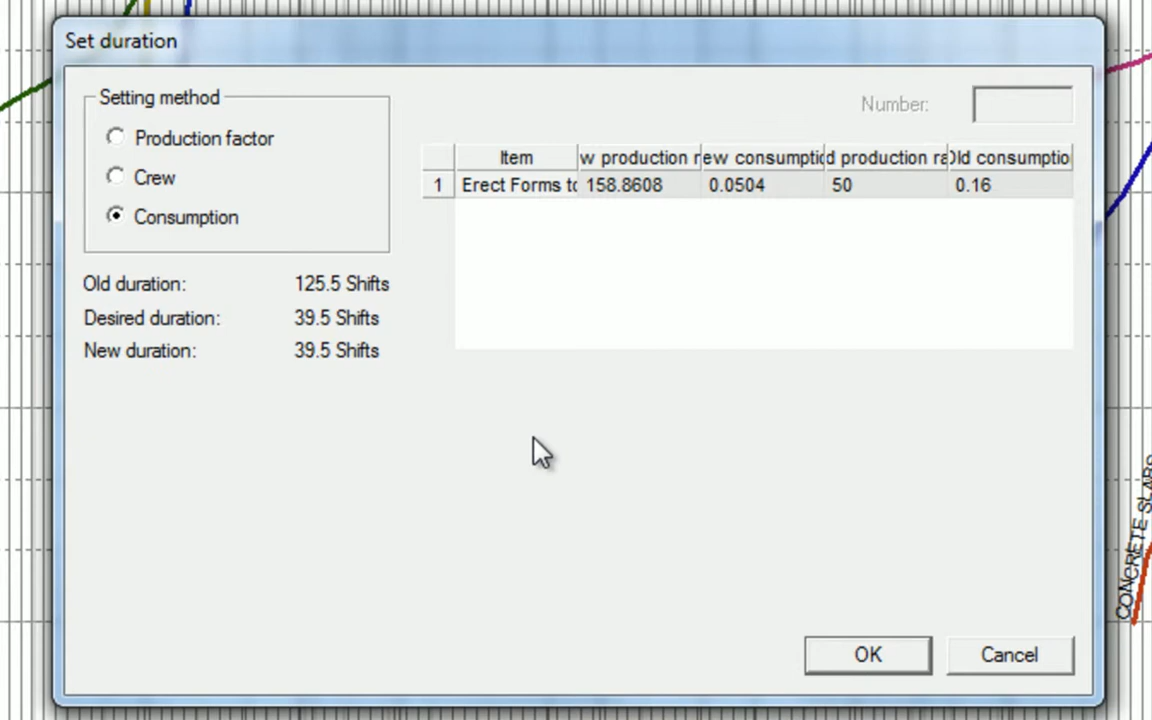 Set duration
Setting method
Production factor
Crew
Consumption
Number:
Item w production r ew consumptic d production ra Old consumptio
1 Erect Forms to 158.8608 0.0504 50 0.16
Old duration: 125.5 Shifts
Desired duration: 39.5 Shifts
New duration: 39.5 Shifts
CONCRETE SLABS
OK Cancel